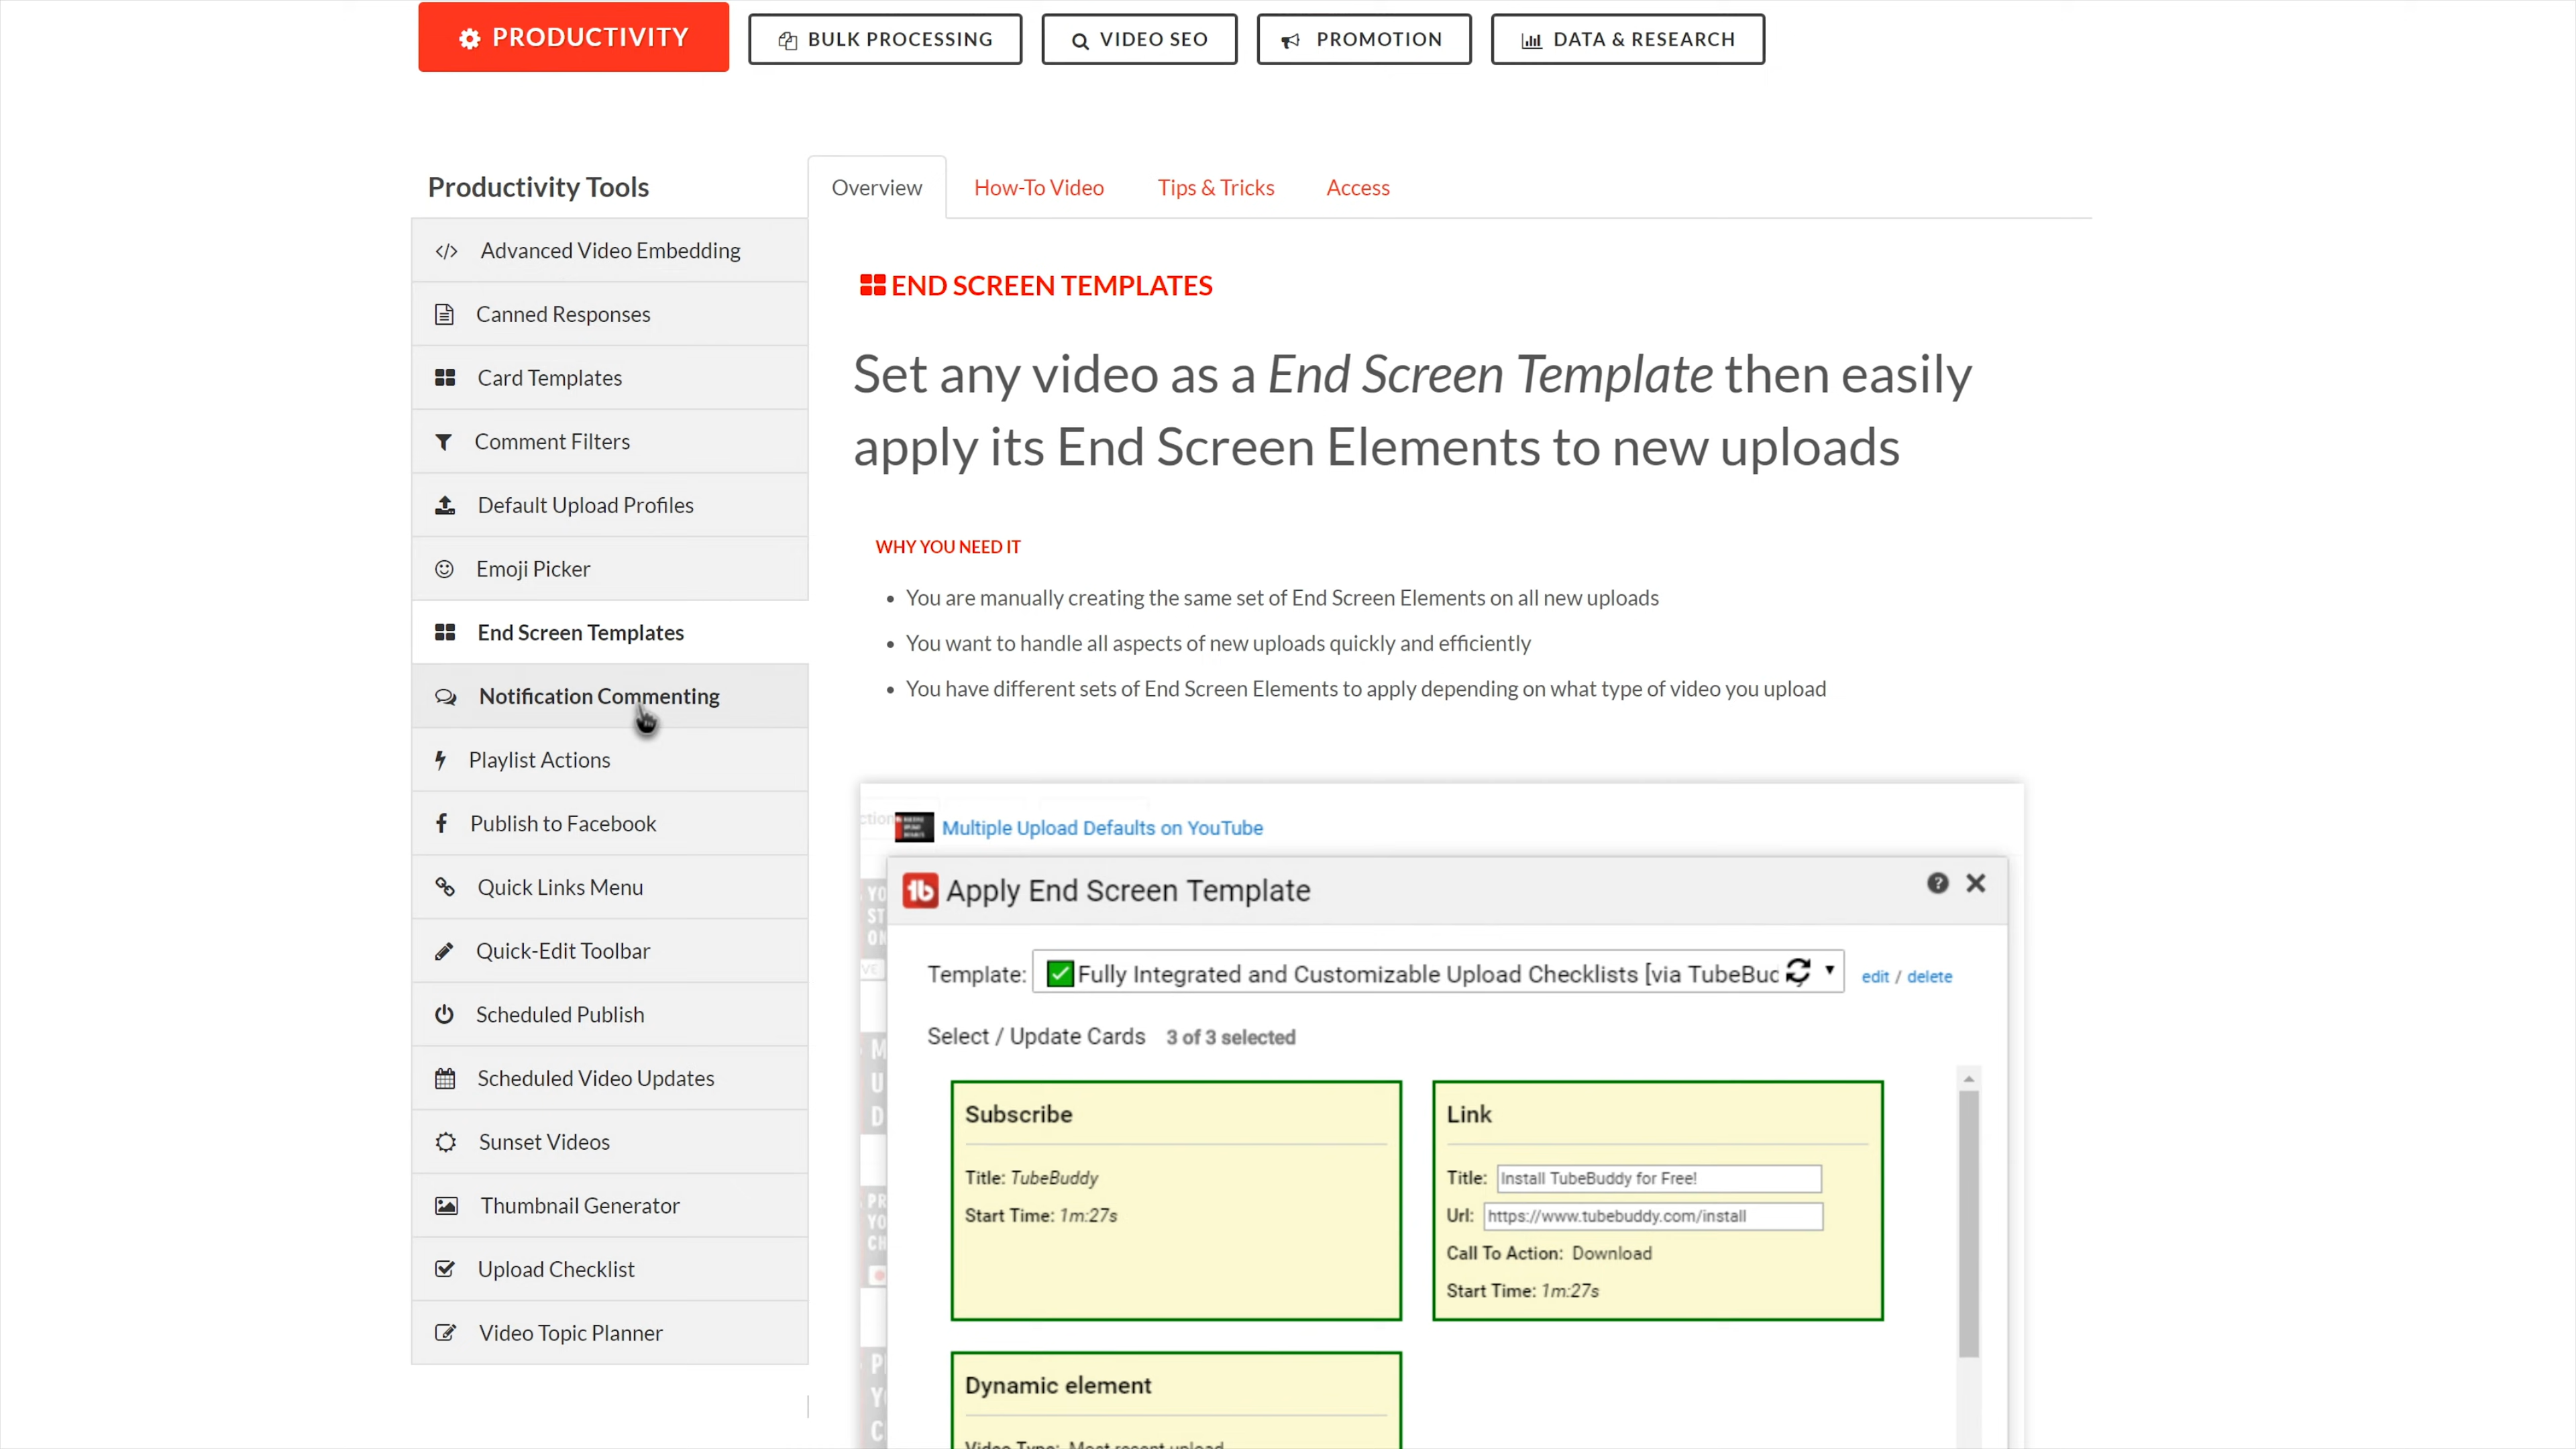 PRODUCTIVITY
BULK PROCESSING
VIDEO SEO
PROMOTION
DATA & RESEARCH
Productivity Tools
Advanced Video Embedding
Canned Responses
Card Templates
Comment Filters
Default Upload Profiles
Emoji Picker
End Screen Templates
Notification Commenting
Playlist Actions
Publish to Facebook
Quick Links Menu
Quick-Edit Toolbar
Scheduled Publish
Scheduled Video Updates
Sunset Videos
Thumbnail Generator
Upload Checklist
Video Topic Planner
Overview
How-To Video
Tips & Tricks
Access
END SCREEN TEMPLATES
Set any video as a End Screen Template then easily
apply its End Screen Elements to new uploads
WHY YOU NEED IT
• You are manually creating the same set of End Screen Elements on all new uploads
• You want to handle all aspects of new uploads quickly and efficiently
• You have different sets of End Screen Elements to apply depending on what type of video you upload
Multiple Upload Defaults on YouTube
Apply End Screen Template
Template: Fully Integrated and Customizable Upload Checklists [via TubeBud edit / delete
Select / Update Cards 3 of 3 selected
Subscribe
Title: TubeBuddy
Start Time: 1m:27s
Link
Title: Install TubeBuddy for Free!
Url: https://www.tubebuddy.com/install
Call To Action: Download
Start Time: 1m:27s
Dynamic element
Video Type: Most recent upload